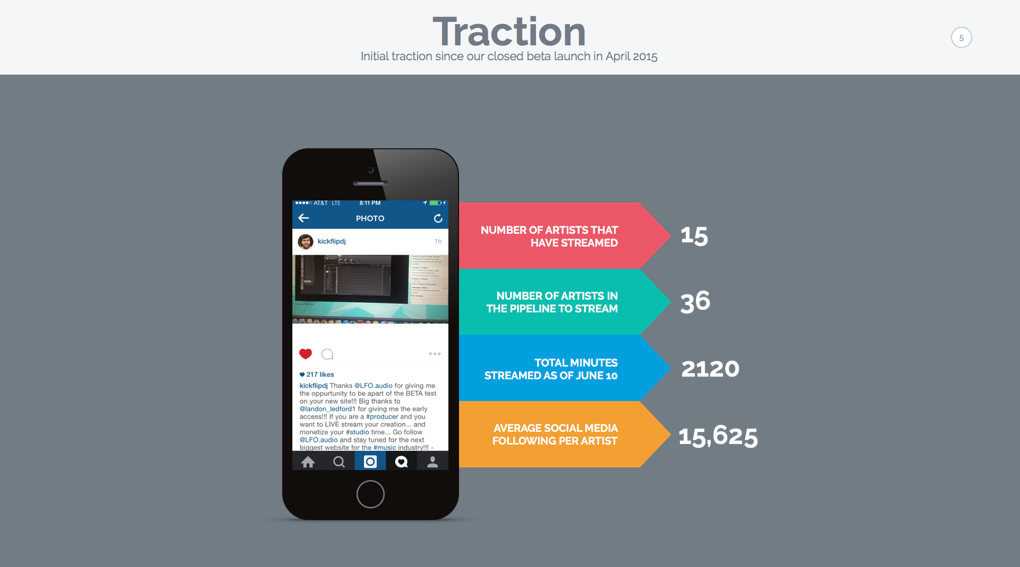 Traction
Initial traction since our closed beta launch in April 2015
5
AT&T LTE 8:11 PM
PHOTO
kickflipdj 1h
217 likes
kickflipdj Thanks @LFO.audio for giving me
the oppurtunity to be apart of the BETA test
on your new site!!! Big thanks to
@landon_ledford1 for giving me the early
access!!! If you are a #producer and you
want to LIVE stream your creation... and
monetize your #studio time... Go follow
@LFO.audio and stay tuned for the next
biggest website for the #music industry!!! -
NUMBER OF ARTISTS THAT
HAVE STREAMED
15
NUMBER OF ARTISTS IN
THE PIPELINE TO STREAM
36
TOTAL MINUTES
STREAMED AS OF JUNE 10
2120
AVERAGE SOCIAL MEDIA
FOLLOWING PER ARTIST
15,625